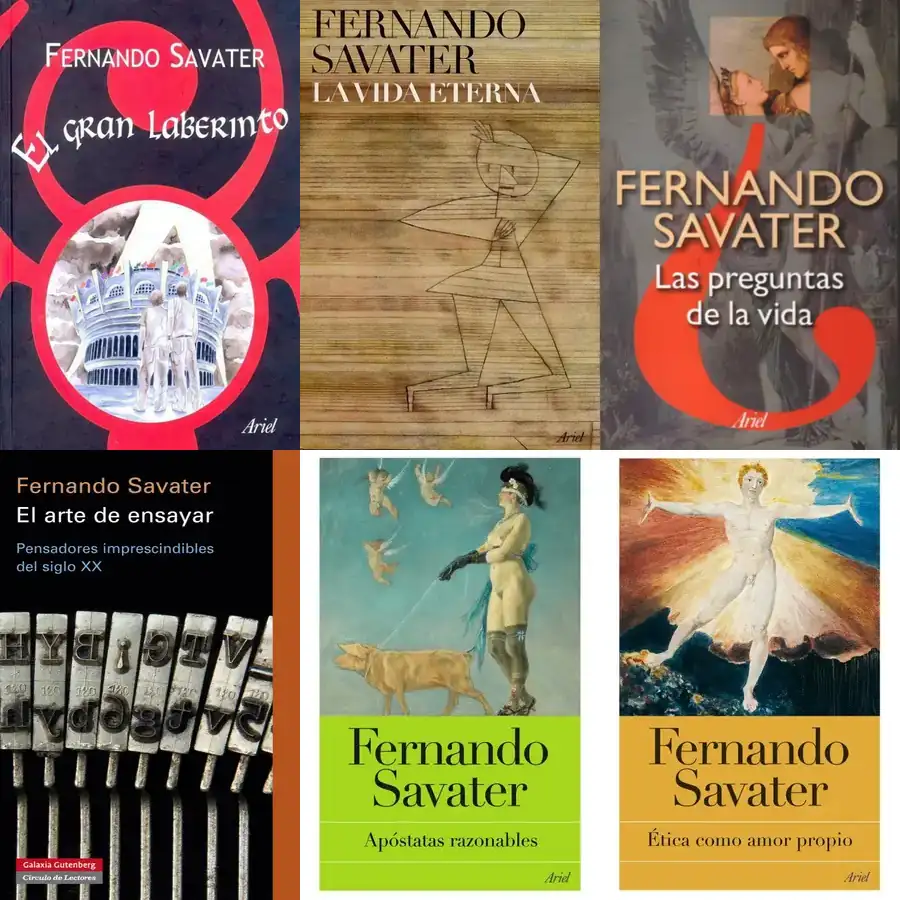 FERNANDO SAVATER
El gran laberinto
Ariel
FERNANDO
SAVATER
LA VIDA ETERNA
Ariel
FERNANDO
SAVATER
Las preguntas
de la vida
Ariel
Fernando Savater
El arte de ensayar
Pensadores imprescindibles
del siglo XX
Galaxia Gutenberg
Círculo de Lectores
Fernando
Savater
Apóstatas razonables
Ariel
Fernando
Savater
Ética como amor propio
Ariel